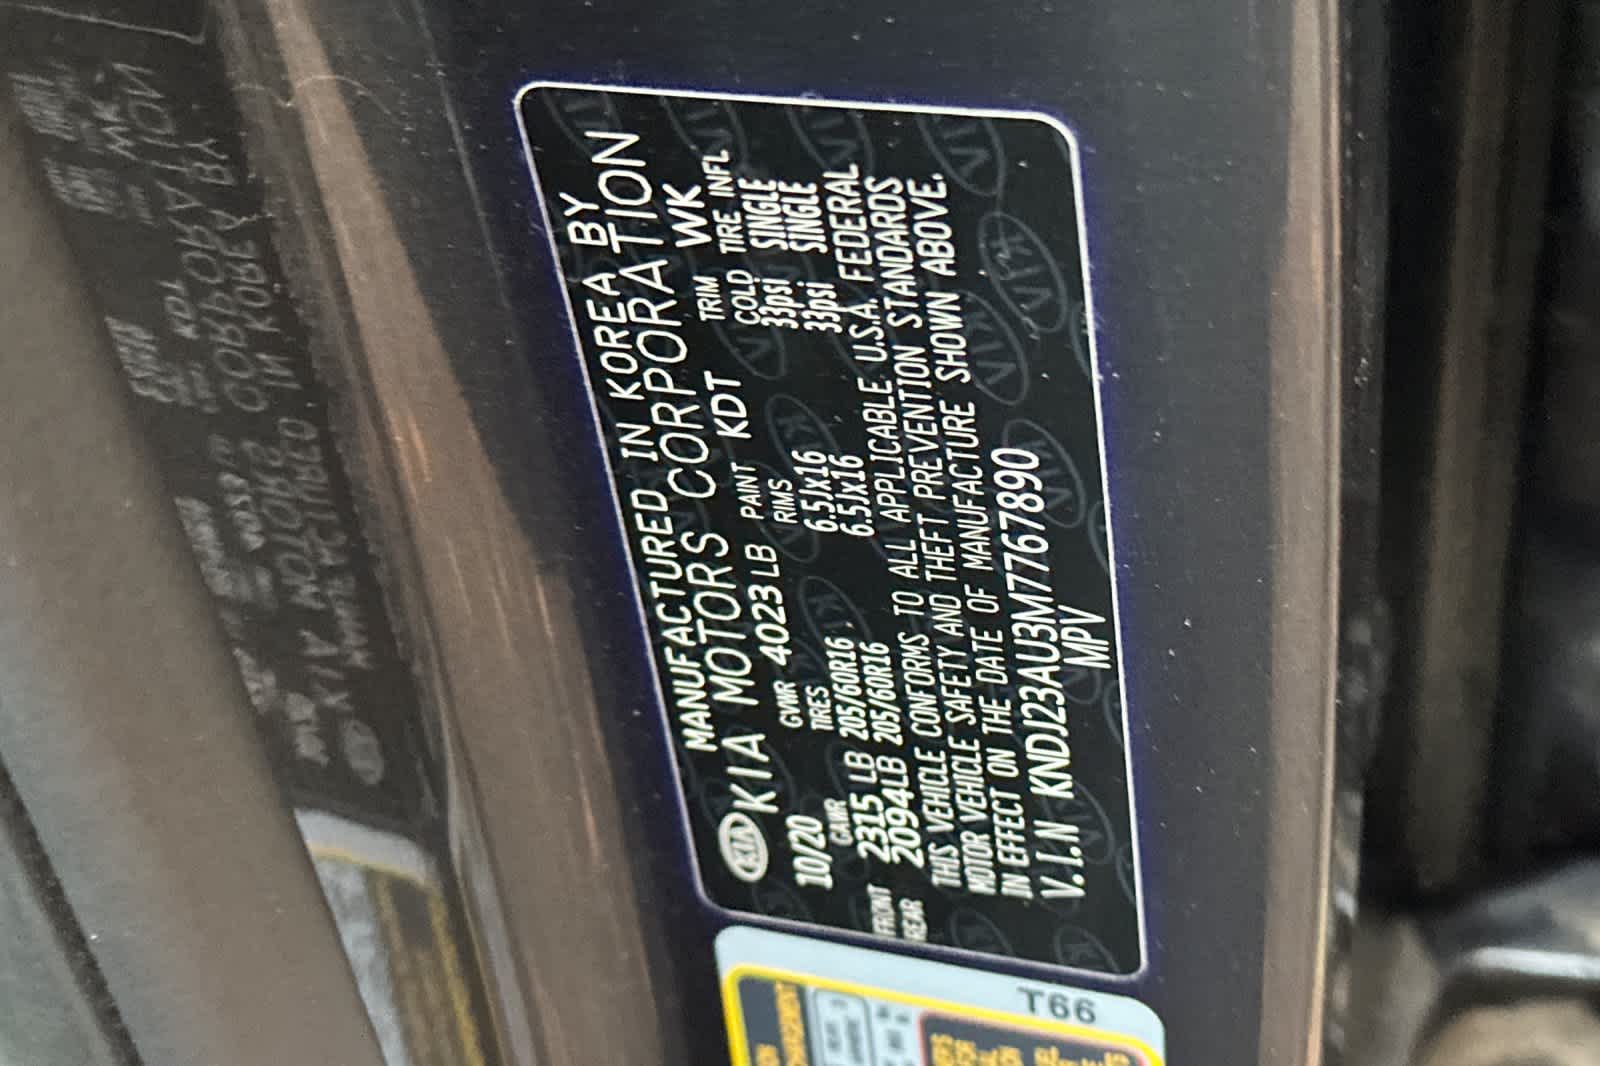 MANUFACTURED IN KOREA BY
KIA KIA MOTORS CORPORATION
10/20 GVWR 4023 LB PAINT KDT TRIM WK
GAWR TIRES RIMS COLD TIRE INFL
FRONT 2315 LB 205/60R16 . 6.5Jx16 33psi SINGLE
REAR 2094LB 205/60R16 6.5Jx16 33psi SINGLE
THIS VEHICLE CONFORMS TO ALL APPLICABLE U.S.A. FEDERAL
MOTOR VEHICLE SAFETY AND THEFT PREVENTION STANDARDS
IN EFFECT ON THE DATE OF MANUFACTURE SHOWN ABOVE.
V.I.N KNDJ23AU3M7767890
MPV
T66